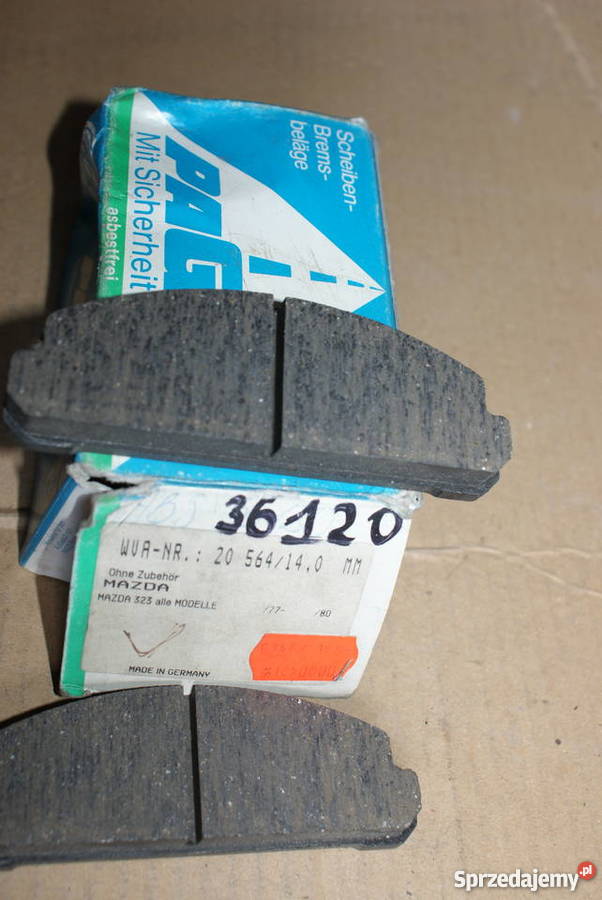 Scheiben-
Brems-
beläge
PAG
Mit Sicherheit
asbestfrei
36120
WVA-NR.: 20 564/14,0 MM
Ohne Zubehör
MAZDA
MAZDA 323 alle MODELLE /77- /80
MADE IN GERMANY
Sprzedajemy.pl